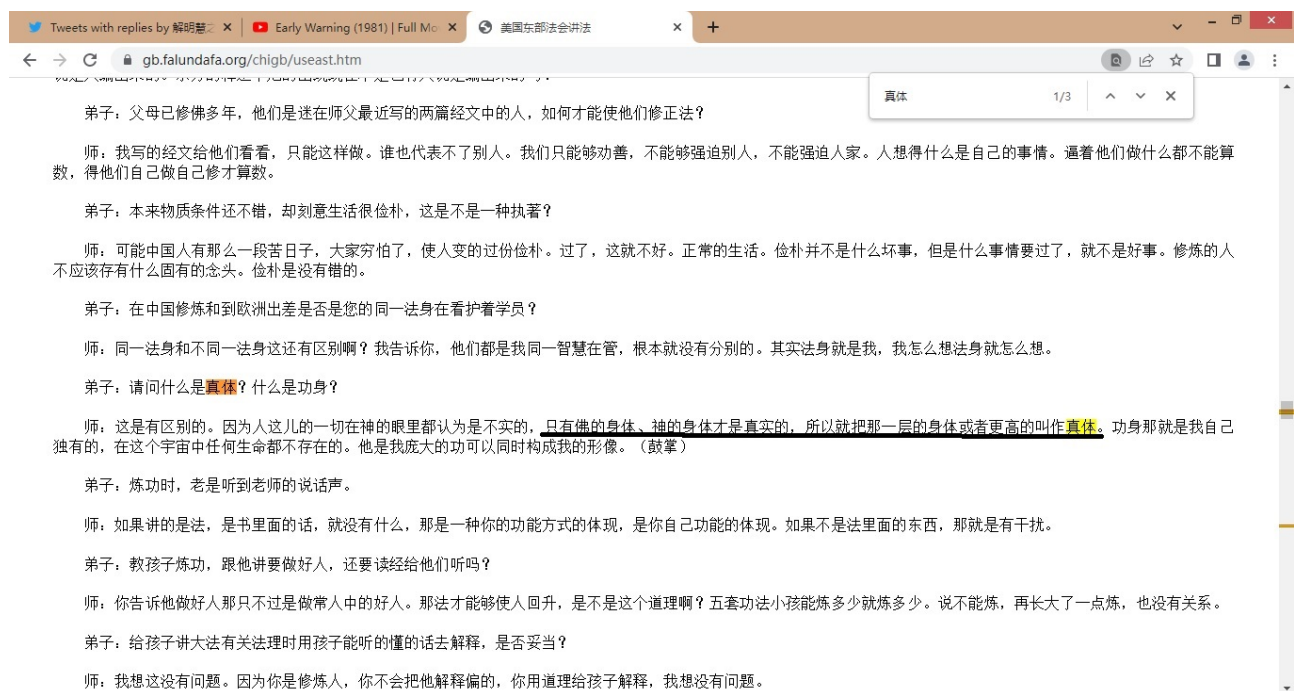 Tweets with replies by 解明慧之
Early Warning (1981) | Full Mo
美国东部法会讲法
gb.falundafa.org/chigb/useast.htm
真体 1/3
弟子：父母已修佛多年，他们是迷在师父最近写的两篇经文中的人，如何才能使他们修正法？
师：我写的经文给他们看看，只能这样做。谁也代表不了别人。我们只能够劝善，不能够强迫别人，不能强迫人家。人想得什么是自己的事情。逼着他们做什么都不能算
数，得他们自己做自己修才算数。
弟子：本来物质条件还不错，却刻意生活很俭朴，这是不是一种执著？
师：可能中国人有那么一段苦日子，大家穷怕了，使人变的过份俭朴。过了，这就不好。正常的生活。俭朴并不是什么坏事，但是什么事情要过了，就不是好事。修炼的人
不应该存有什么固有的念头。俭朴是没有错的。
弟子：在中国修炼和到欧洲出差是否是您的同一法身在看护着学员？
师：同一法身和不同一法身这还有区别啊？我告诉你，他们都是我同一智慧在管，根本就没有分别的。其实法身就是我，我怎么想法身就怎么想。
弟子：请问什么是真体？什么是功身？
师：这是有区别的。因为人这儿的一切在神的眼里都认为是不实的，只有佛的身体、神的身体才是真实的，所以就把那一层的身体或者更高的叫作真体。功身那就是我自己
独有的，在这个宇宙中任何生命都不存在的。他是我庞大的功可以同时构成我的形像。（鼓掌）
弟子：炼功时，老是听到老师的说话声。
师：如果讲的是法，是书里面的话，就没有什么，那是一种你的功能方式的体现，是你自己功能的体现。如果不是法里面的东西，那就是有干扰。
弟子：教孩子炼功，跟他讲要做好人，还要读经给他们听吗？
师：你告诉他做好人那只不过是做常人中的好人。那法才能够使人回升，是不是这个道理啊？五套功法小孩能炼多少就炼多少。说不能炼，再长大了一点炼，也没有关系。
弟子：给孩子讲大法有关法理时用孩子能听的懂的话去解释，是否妥当？
师：我想这没有问题。因为你是修炼人，你不会把他解释偏的，你用道理给孩子解释，我想没有问题。